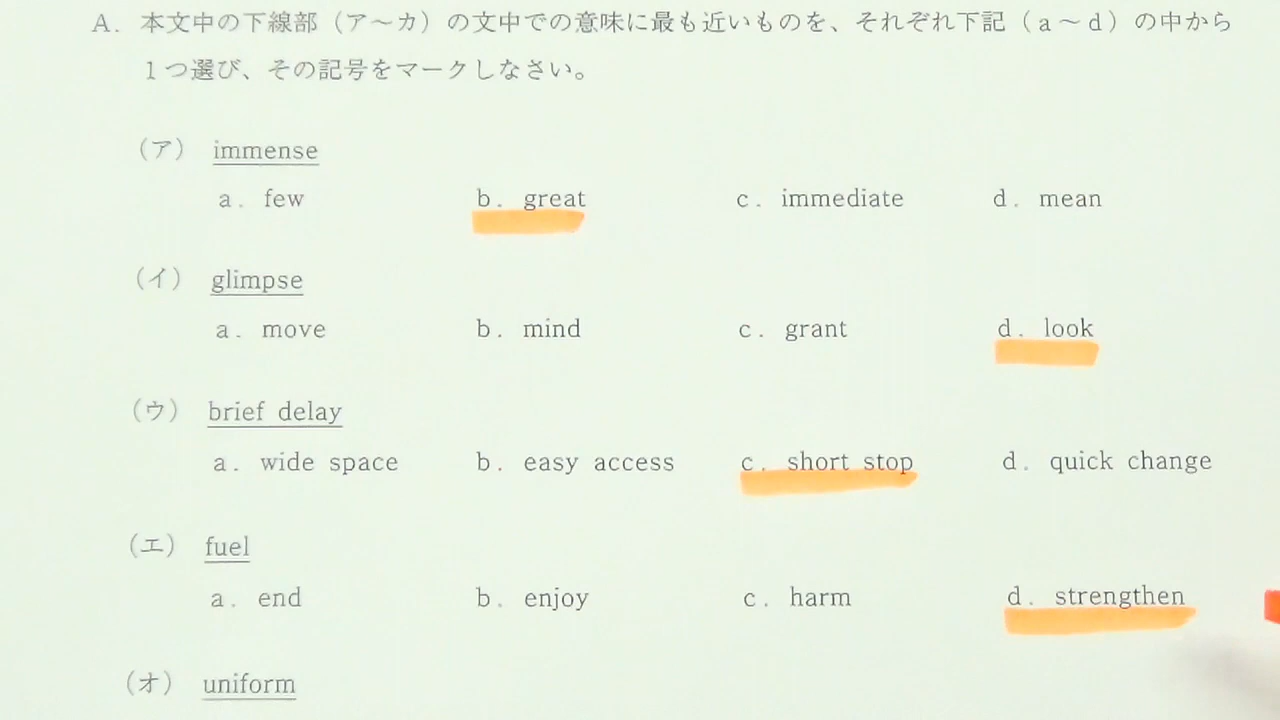 A. 本文中の下線部（ア～カ）の文中での意味に最も近いものを、それぞれ下記（a～d）の中から
1つ選び、その記号をマークしなさい。
（ア） immense
a. few b. great c. immediate d. mean
（イ） glimpse
a. move b. mind c. grant d. look
（ウ） brief delay
a. wide space b. easy access c. short stop d. quick change
（エ） fuel
a. end b. enjoy c. harm d. strengthen
（オ） uniform